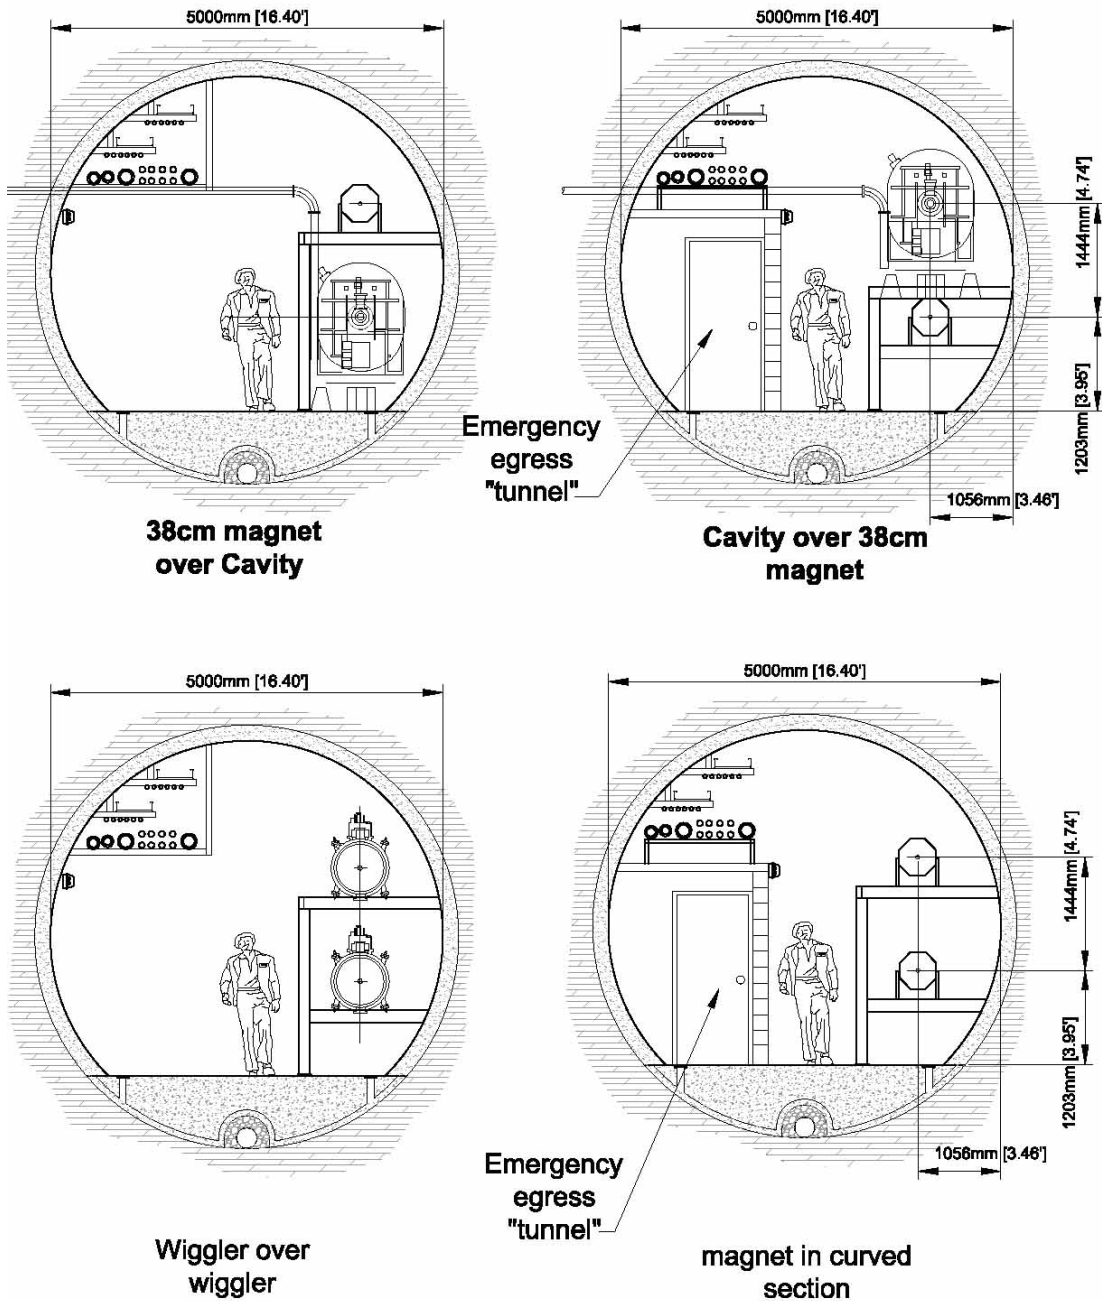 5000mm [16.40']
5000mm [16.40']
1444mm [4.74']
1203mm [3.95']
1056mm [3.46']
Emergency
egress
"tunnel"
38cm magnet
over Cavity
Cavity over 38cm
magnet
5000mm [16.40']
5000mm [16.40']
1444mm [4.74']
1203mm [3.95']
1056mm [3.46']
Emergency
egress
"tunnel"
Wiggler over
wiggler
magnet in curved
section